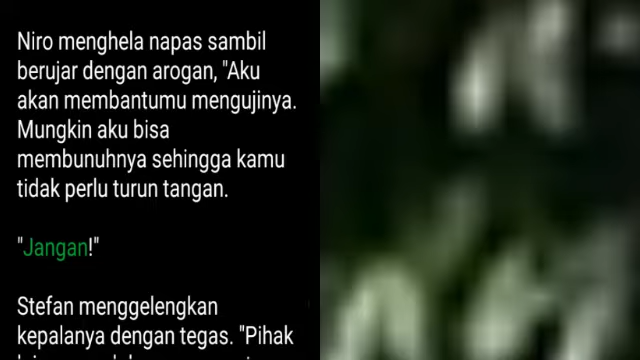 Niro menghela napas sambil
berujar dengan arogan, "Aku
akan membantumu mengujinya.
Mungkin aku bisa
membunuhnya sehingga kamu
tidak perlu turun tangan.
"Jangan!"
Stefan menggelengkan
kepalanya dengan tegas. "Pihak